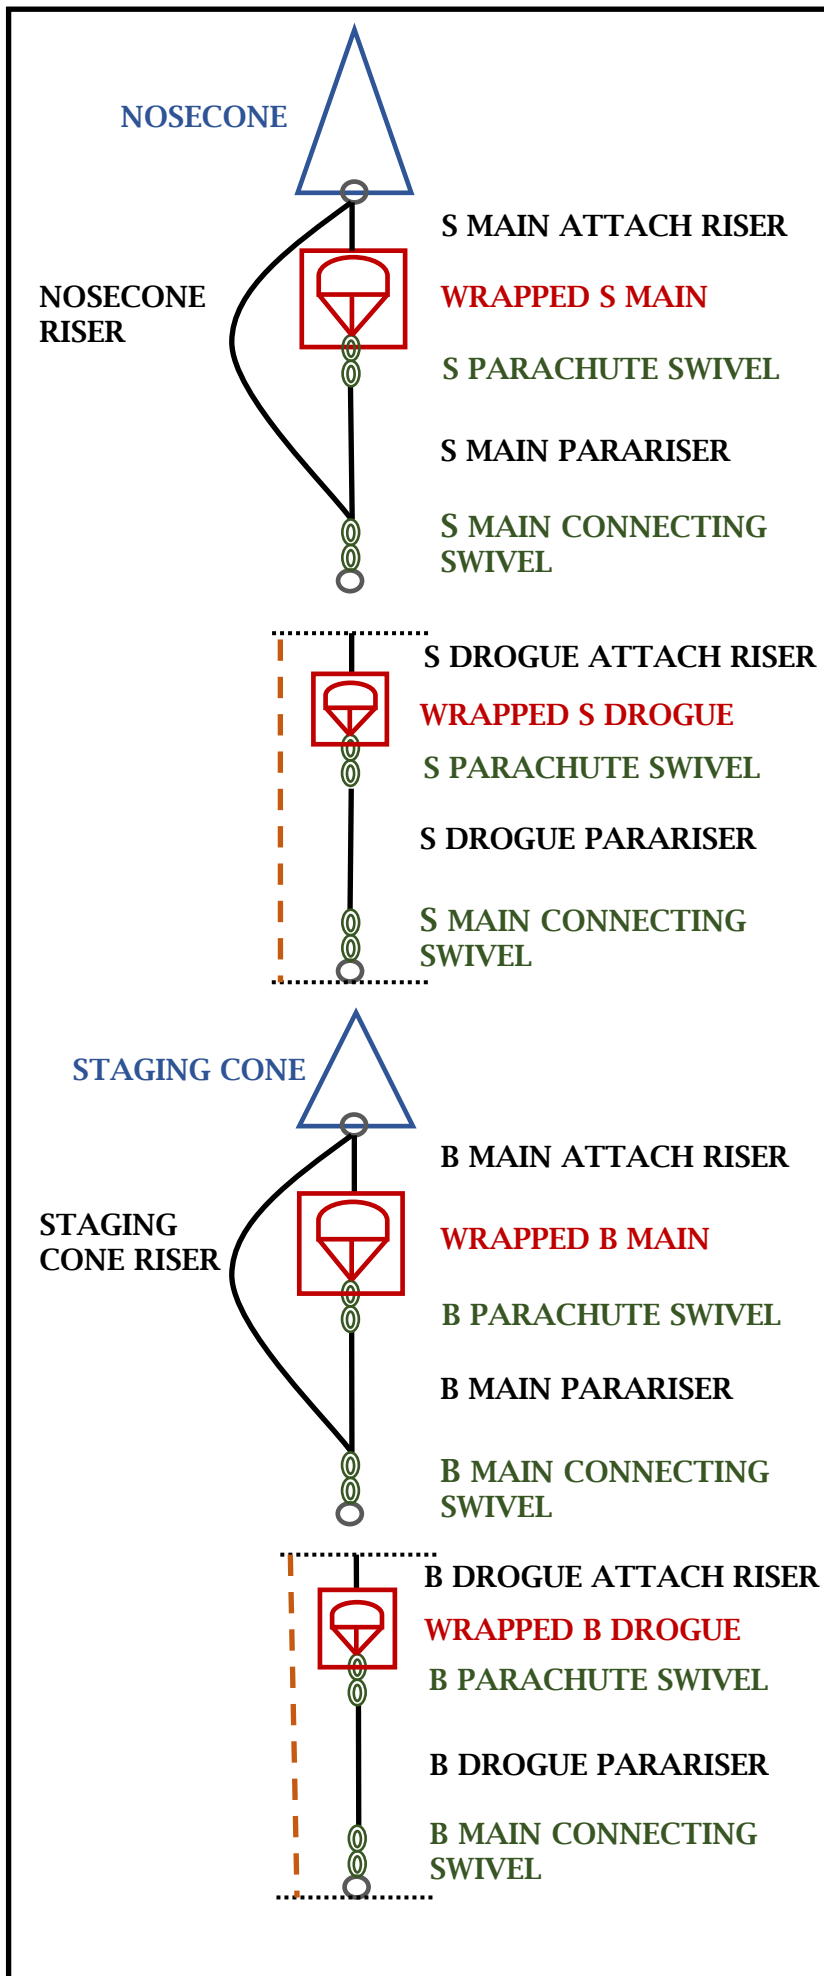 NOSECONE
S MAIN ATTACH RISER
NOSECONE
RISER
WRAPPED S MAIN
S PARACHUTE SWIVEL
S MAIN PARARISER
S MAIN CONNECTING
SWIVEL
S DROGUE ATTACH RISER
WRAPPED S DROGUE
S PARACHUTE SWIVEL
S DROGUE PARARISER
S MAIN CONNECTING
SWIVEL
STAGING CONE
B MAIN ATTACH RISER
STAGING
CONE RISER
WRAPPED B MAIN
B PARACHUTE SWIVEL
B MAIN PARARISER
B MAIN CONNECTING
SWIVEL
B DROGUE ATTACH RISER
WRAPPED B DROGUE
B PARACHUTE SWIVEL
B DROGUE PARARISER
B MAIN CONNECTING
SWIVEL